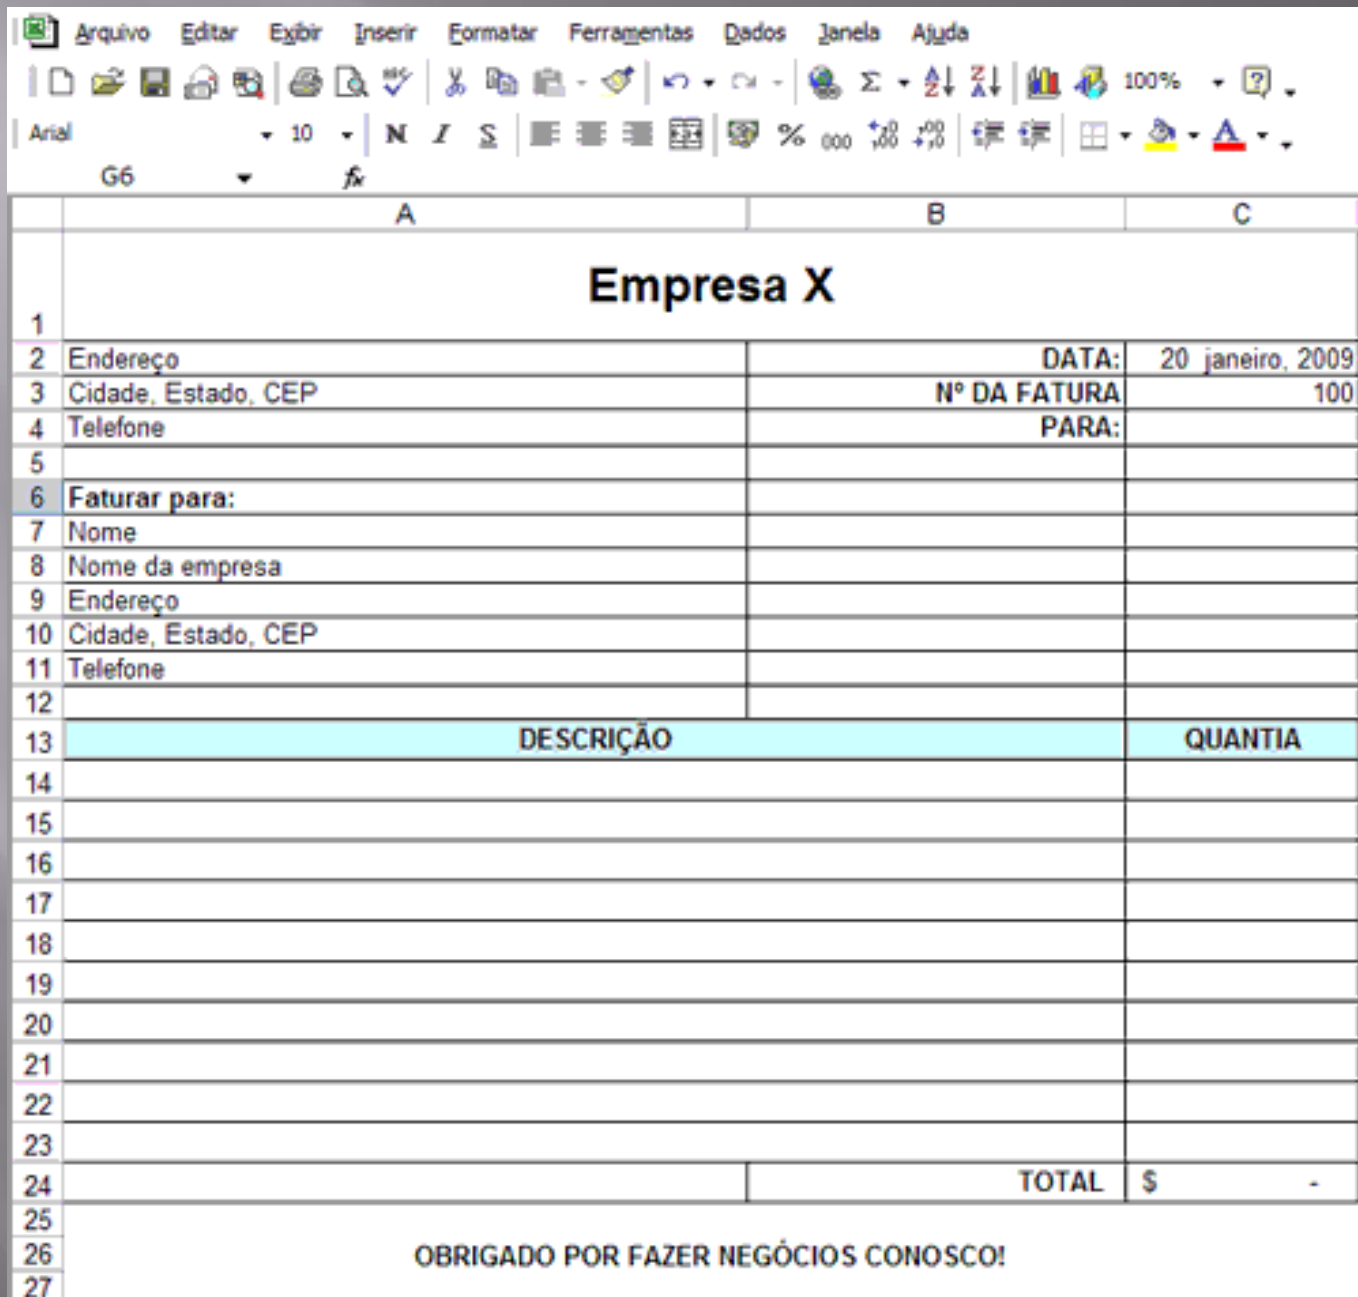 Arquivo Editar Exibir Inserir Formatar Ferramentas Dados Janela Ajuda
100%
Arial 10 N I S % 000
G6 fx
A B C
Empresa X
1
2 Endereço DATA: 20 janeiro, 2009
3 Cidade, Estado, CEP Nº DA FATURA 100
4 Telefone PARA:
5
6 Faturar para:
7 Nome
8 Nome da empresa
9 Endereço
10 Cidade, Estado, CEP
11 Telefone
12
13 DESCRIÇÃO QUANTIA
14
15
16
17
18
19
20
21
22
23
24 TOTAL $ -
25
26 OBRIGADO POR FAZER NEGÓCIOS CONOSCO!
27